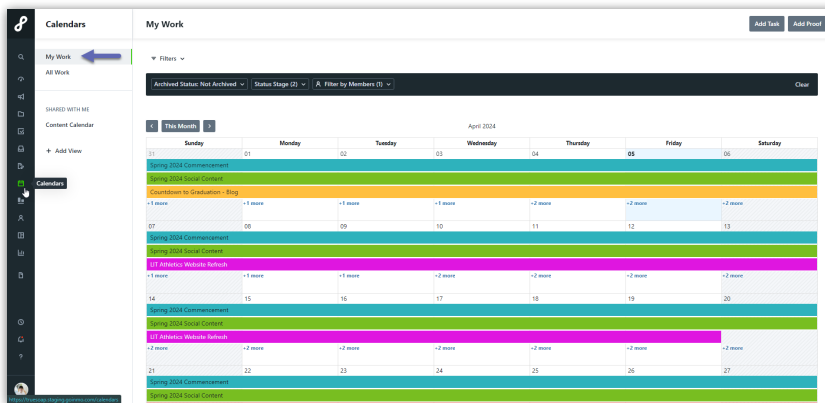 Calendars
My Work
Add Task
Add Proof
My Work
All Work
SHARED WITH ME
Content Calendar
+ Add View
Calendars
Filters
Archived Status: Not Archived
Status Stage (2)
Filter by Members (1)
Clear
This Month
April 2024
Sunday Monday Tuesday Wednesday Thursday Friday Saturday
31 01 02 03 04 05 06
Spring 2024 Commencement
Spring 2024 Social Content
Countdown to Graduation - Blog
+1 more +1 more +1 more +1 more +2 more +2 more +2 more
07 08 09 10 11 12 13
Spring 2024 Commencement
Spring 2024 Social Content
UT Athletics Website Refresh
+1 more +1 more +1 more +2 more +2 more +2 more +2 more
14 15 16 17 18 19 20
Spring 2024 Commencement
Spring 2024 Social Content
UT Athletics Website Refresh
+2 more +2 more +2 more +2 more +2 more +2 more +2 more
21 22 23 24 25 26 27
Spring 2024 Commencement
Spring 2024 Social Content